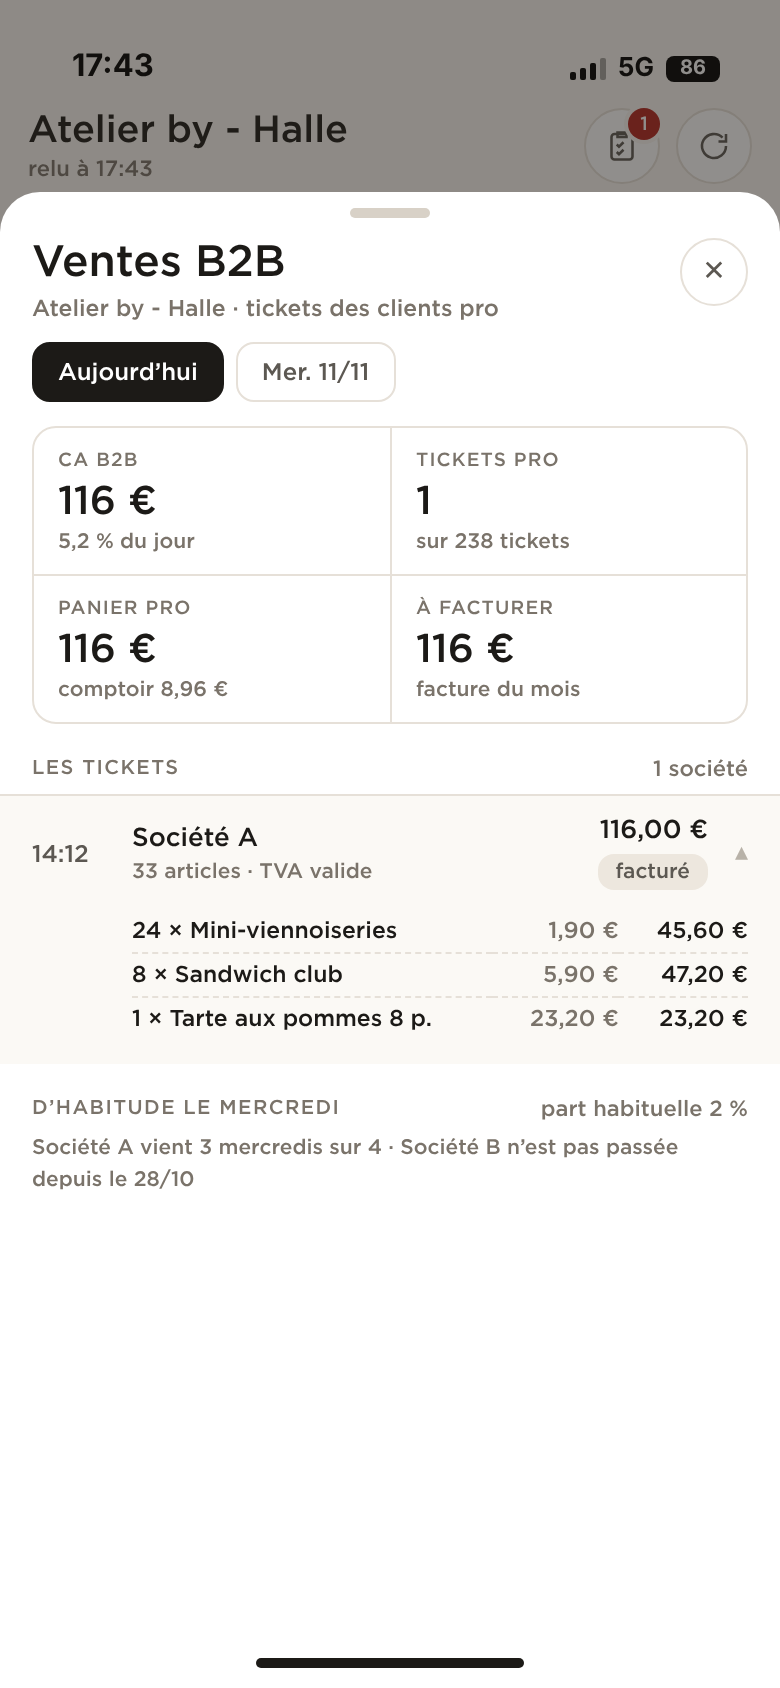 17:43
5G 86
Atelier by - Halle
1
relu à 17:43
Ventes B2B
Atelier by - Halle · tickets des clients pro
Aujourd’hui
Mer. 11/11
CA B2B
116 €
5,2 % du jour
TICKETS PRO
1
sur 238 tickets
PANIER PRO
116 €
comptoir 8,96 €
À FACTURER
116 €
facture du mois
LES TICKETS
1 société
14:12
Société A
33 articles · TVA valide
116,00 €
facturé
24 × Mini-viennoiseries 1,90 € 45,60 €
8 × Sandwich club 5,90 € 47,20 €
1 × Tarte aux pommes 8 p. 23,20 € 23,20 €
D’HABITUDE LE MERCREDI
part habituelle 2 %
Société A vient 3 mercredis sur 4 · Société B n’est pas passée
depuis le 28/10